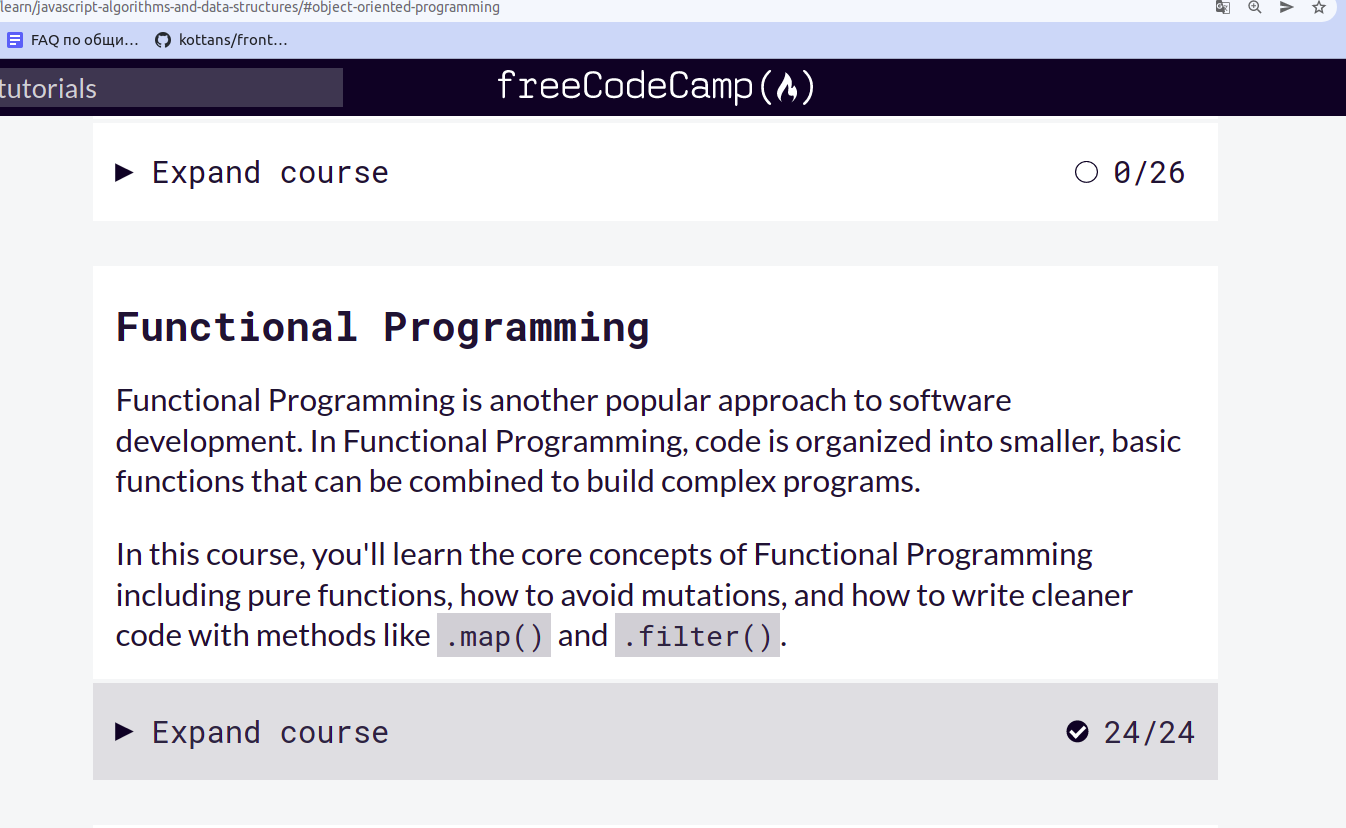 learn/javascript-algorithms-and-data-structures/#object-oriented-programming
FAQ по общи...
kottans/front...
tutorials
freeCodeCamp(🔥)
Expand course
0/26
Functional Programming
Functional Programming is another popular approach to software
development. In Functional Programming, code is organized into smaller, basic
functions that can be combined to build complex programs.
In this course, you'll learn the core concepts of Functional Programming
including pure functions, how to avoid mutations, and how to write cleaner
code with methods like .map() and .filter().
Expand course
24/24